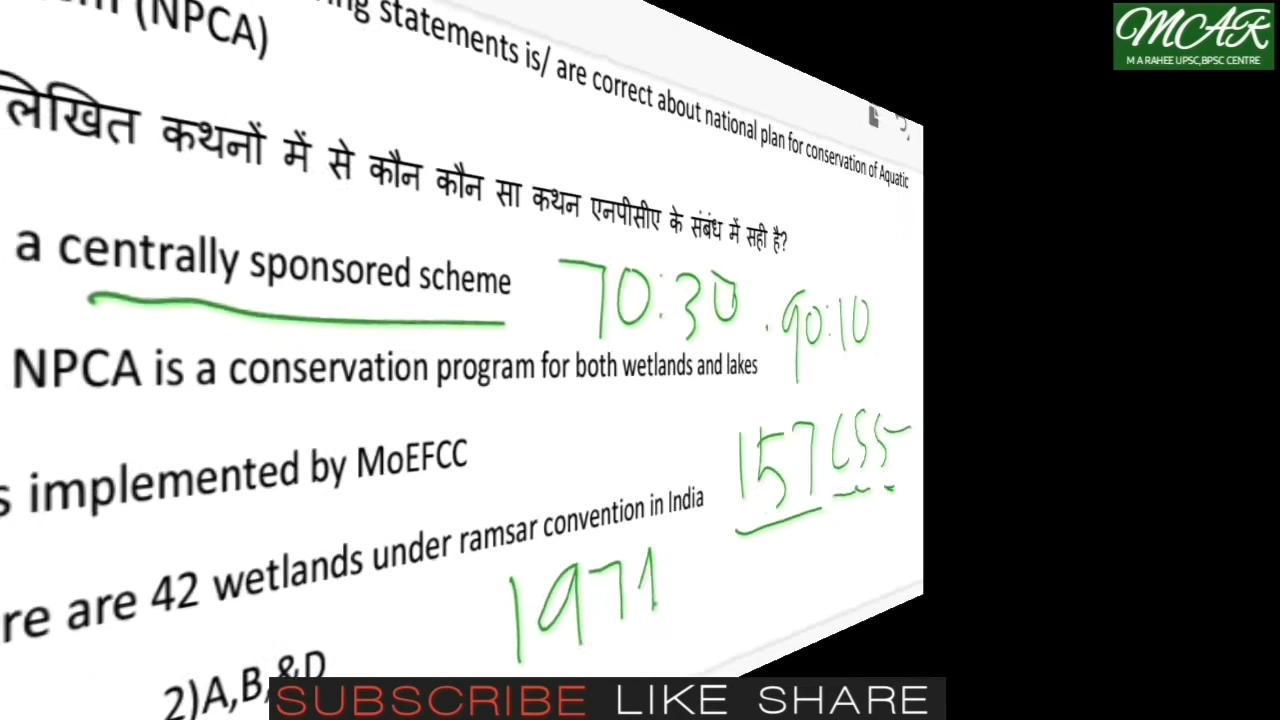 MCAR
M A RAHEE UPSC,BPSC CENTRE
statements is/ are correct about national plan for conservation of Aquatic
(NPCA)
लिखित कथनों में से कौन कौन सा कथन एनपीसीए के संबंध में सही है?
a centrally sponsored scheme 70:30 . 90:10
NPCA is a conservation program for both wetlands and lakes
157 CSS
s implemented by MoEFCC
re are 42 wetlands under ramsar convention in India
1971
2)A,B,&D
SUBSCRIBE LIKE SHARE